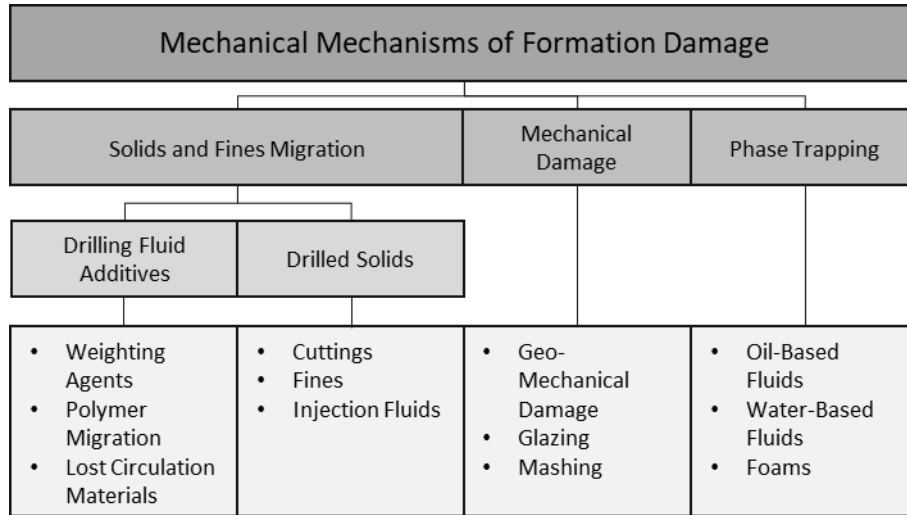 Mechanical Mechanisms of Formation Damage
Solids and Fines Migration
Mechanical
Damage
Phase Trapping
Drilling Fluid
Additives
Drilled Solids
• Weighting
Agents
• Polymer
Migration
• Lost Circulation
Materials
• Cuttings
• Fines
• Injection Fluids
• Geo-
Mechanical
Damage
• Glazing
• Mashing
• Oil-Based
Fluids
• Water-Based
Fluids
• Foams